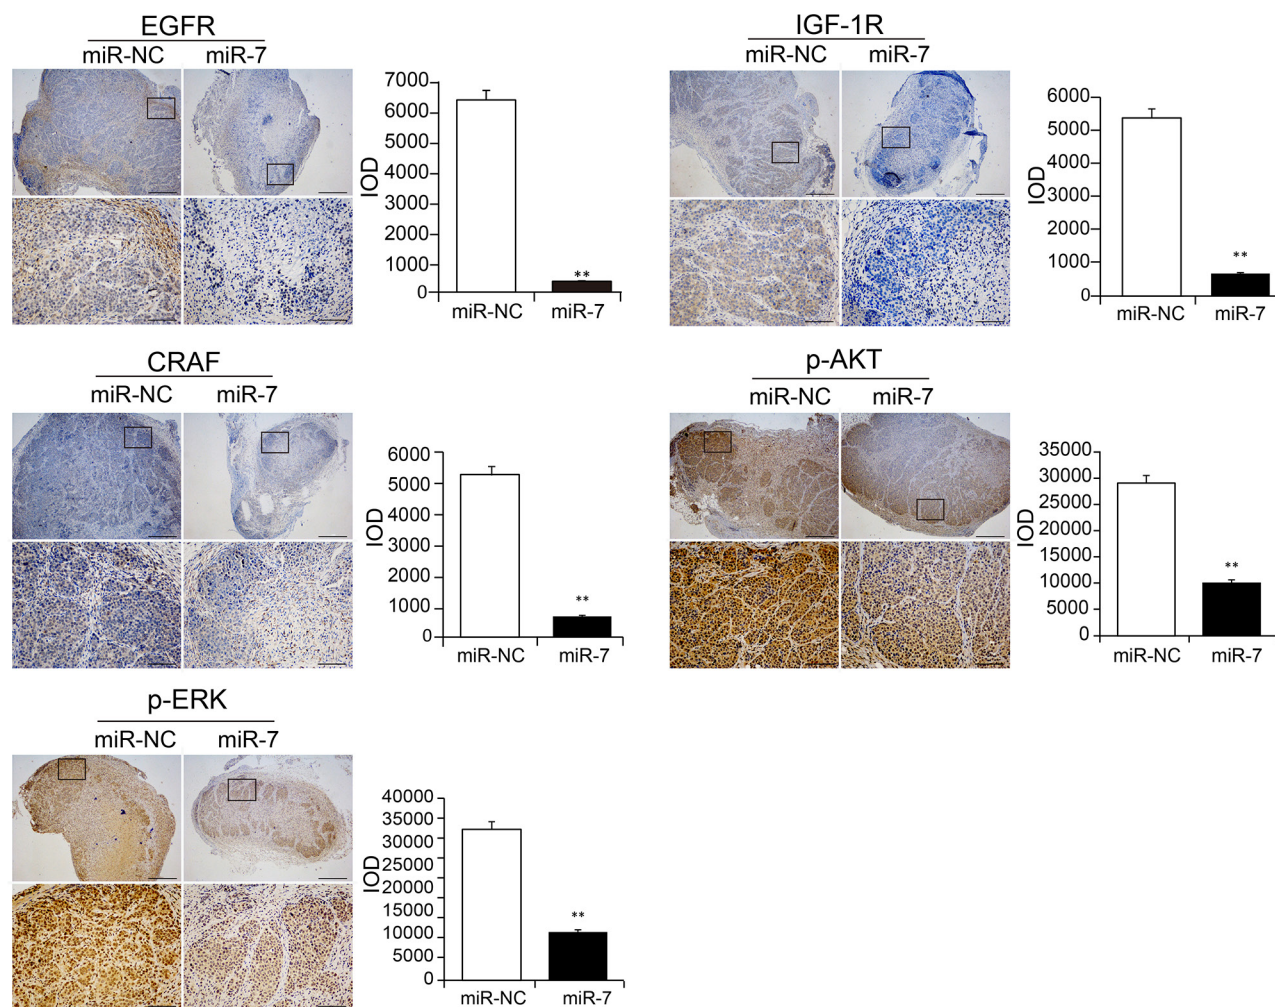 EGFR
miR-NC miR-7
7000
6000
5000
4000
3000
2000
1000
0
IOD
**
miR-NC miR-7
IGF-1R
miR-NC miR-7
6000
5000
4000
3000
2000
1000
0
IOD
**
miR-NC miR-7
CRAF
miR-NC miR-7
6000
5000
4000
3000
2000
1000
0
IOD
**
miR-NC miR-7
p-AKT
miR-NC miR-7
35000
30000
25000
20000
15000
10000
5000
0
IOD
**
miR-NC miR-7
p-ERK
miR-NC miR-7
40000
35000
30000
25000
20000
15000
10000
5000
0
IOD
**
miR-NC miR-7